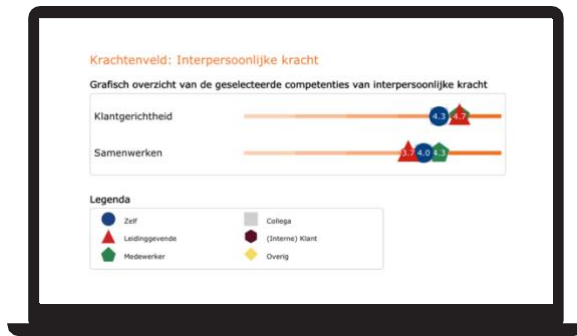 Krachtenveld: Interpersoonlijke kracht
Grafisch overzicht van de geselecteerde competenties van interpersoonlijke kracht
Klantgerichtheid 4.3 4.7
Samenwerken 3.7 4.0 4.3
Legenda
Zelf Collega
Leidinggevende (Interne) Klant
Medewerker Overig